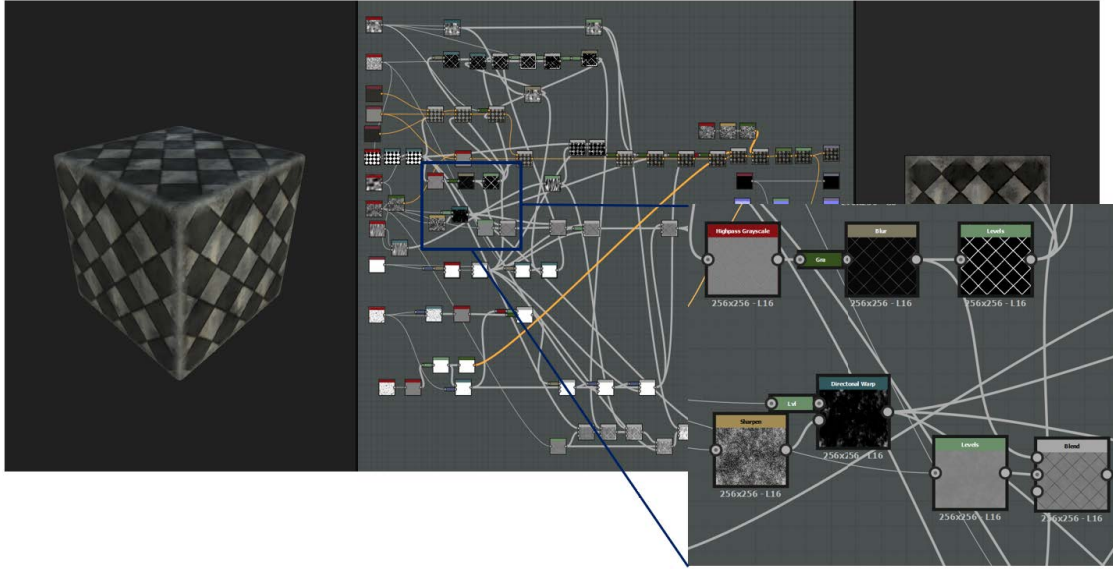 Highpass Grayscale
Gra
Blur
Levels
256x256 - L16
256x256 - L16
256x256 - L16
Directional Warp
Lvl
Sharpen
256x256 - L16
Levels
Blend
256x256 - L16
256x256 - L16
256x256 - L16